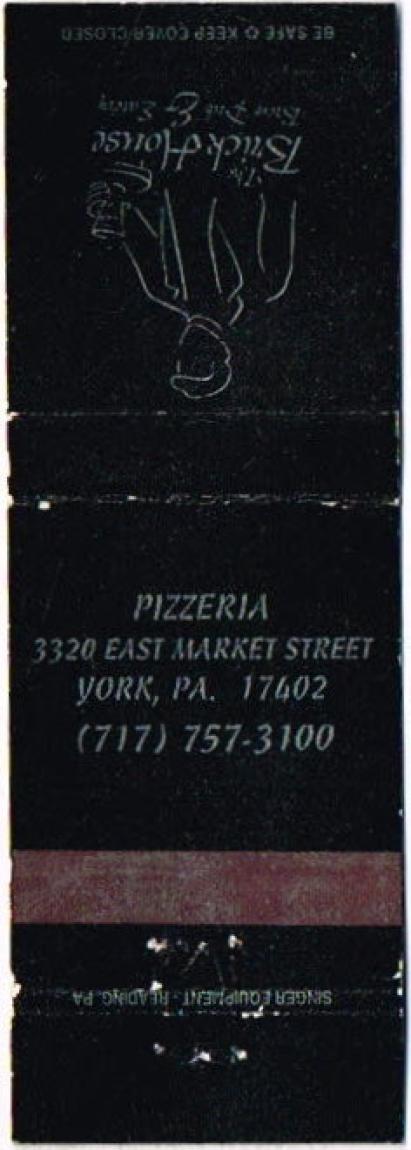 BE SAFE ✪ KEEP COVER CLOSED
The
Brick House
Brew Pub & Eatery
PIZZERIA
3320 EAST MARKET STREET
YORK, PA. 17402
(717) 757-3100
SINGER EQUIPMENT - READING, PA